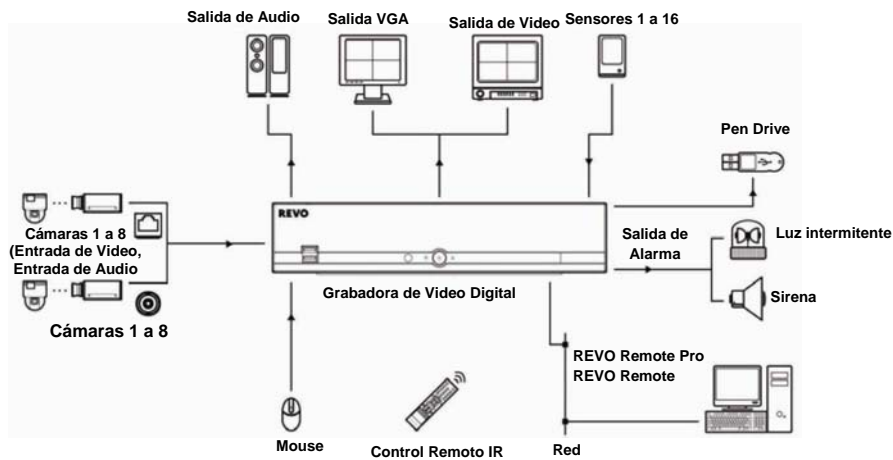 Salida de Audio
Salida VGA
Salida de Video
Sensores 1 a 16
Pen Drive
REVO
Cámaras 1 a 8
(Entrada de Video,
Entrada de Audio
Cámaras 1 a 8
Salida de
Alarma
Luz intermitente
Sirena
Grabadora de Video Digital
REVO Remote Pro
REVO Remote
Mouse
Control Remoto IR
Red